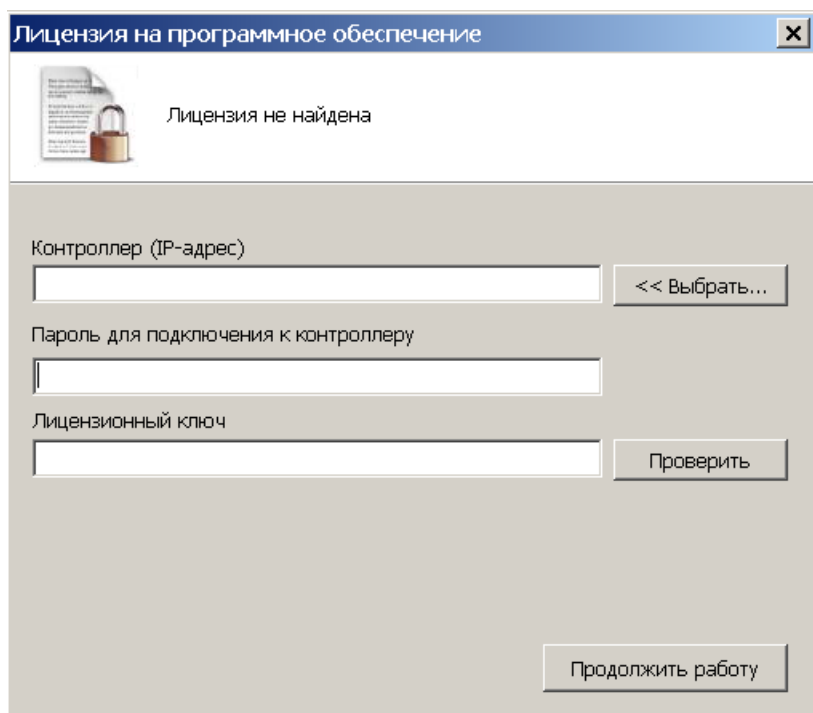 Лицензия на программное обеспечение
Лицензия не найдена
Контроллер (IP-адрес)
<< Выбрать...
Пароль для подключения к контроллеру
Лицензионный ключ
Проверить
Продолжить работу